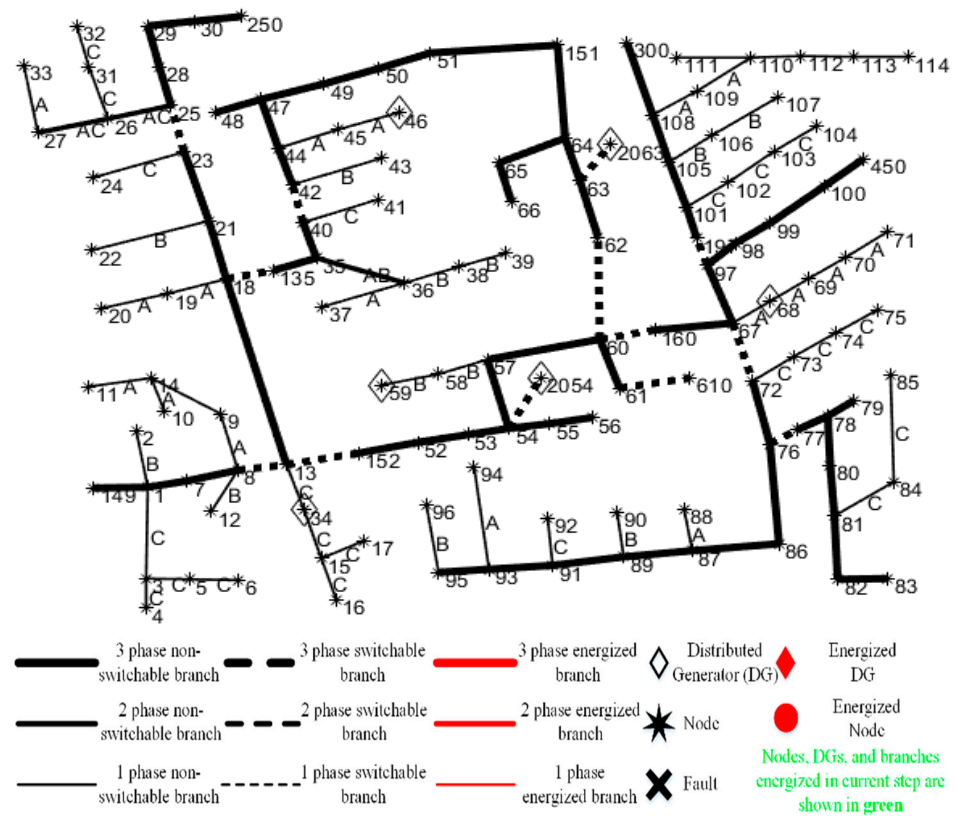 32
29
30
250
33
C
31
28
51
151
300
111
110
112
113
114
50
A
A
C
49
109
107
27
AC
26
AC
25
48
47
A
46
108
A
B
104
45
44
A
64
2063
106
103
23
43
65
105
B
C
450
24
C
42
B
63
102
100
66
C
101
21
40
C
41
62
99
22
B
195
98
71
35
39
97
A
135
AB
38
B
70
20
A
19
A
18
36
B
69
A
37
A
68
A
75
67
A
60
160
74
C
73
C
57
11
A
14
59
B
58
B
2054
61
610
72
C
85
A
10
9
79
2
56
78
54
55
77
C
B
A
53
76
8
13
152
52
80
149
1
7
94
84
B
C
C
12
34
96
92
90
88
81
C
C
17
A
B
A
15
C
B
C
86
3
C
5
C
6
C
95
93
91
89
87
C
4
16
82
83
3 phase non-
switchable branch
3 phase switchable
branch
3 phase energized
branch
Distributed
Generator (DG)
Energized
DG
2 phase non-
switchable branch
2 phase switchable
branch
2 phase energized
branch
Node
Energized
Node
1 phase non-
switchable branch
1 phase switchable
branch
1 phase
energized branch
Fault
Nodes, DGs, and branches
energized in current step are
shown in green